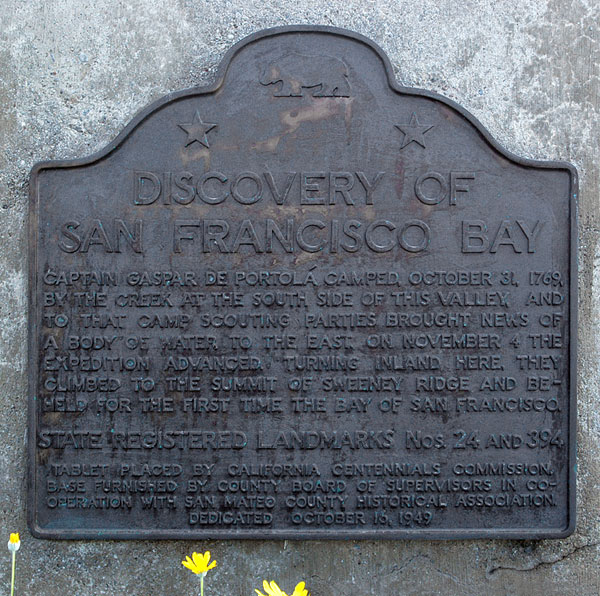 DISCOVERY OF
SAN FRANCISCO BAY
CAPTAIN GASPAR DE PORTOLÁ CAMPED, OCTOBER 31, 1769,
BY THE CREEK AT THE SOUTH SIDE OF THIS VALLEY, AND
TO THAT CAMP SCOUTING PARTIES BROUGHT NEWS OF
A BODY OF WATER TO THE EAST. ON NOVEMBER 4 THE
EXPEDITION ADVANCED. TURNING INLAND HERE, THEY
CLIMBED TO THE SUMMIT OF SWEENEY RIDGE AND BE-
HELD FOR THE FIRST TIME THE BAY OF SAN FRANCISCO.
STATE REGISTERED LANDMARKS NOS. 24 AND 394
TABLET PLACED BY CALIFORNIA CENTENNIALS COMMISSION.
BASE FURNISHED BY COUNTY BOARD OF SUPERVISORS IN CO-
OPERATION WITH SAN MATEO COUNTY HISTORICAL ASSOCIATION
DEDICATED OCTOBER 16, 1949